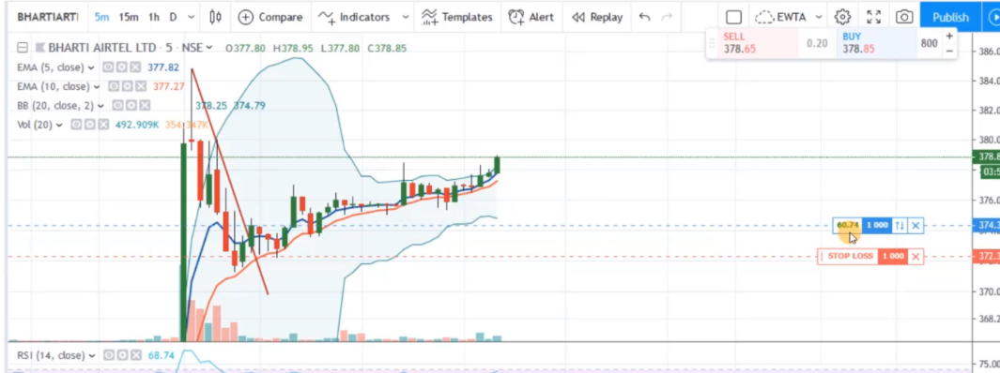 BHARTIARTI 5m 15m 1h D Compare Indicators Templates Alert Replay EWTA Publish
BHARTI AIRTEL LTD · 5 · NSE O377.80 H378.95 L377.80 C378.85
SELL 378.65 0.20 BUY 378.85 800 + −
EMA (5, close) 377.82
EMA (10, close) 377.27
BB (20, close, 2) 378.25 374.79
Vol (20) 492.909K 354.347K
386.0
384.0
382.0
380.0
378.8
03:5
376.0
60.74 1 000 374.3
STOP LOSS 1 000 372.3
370.0
368.2
RSI (14, close) 68.74
75.00